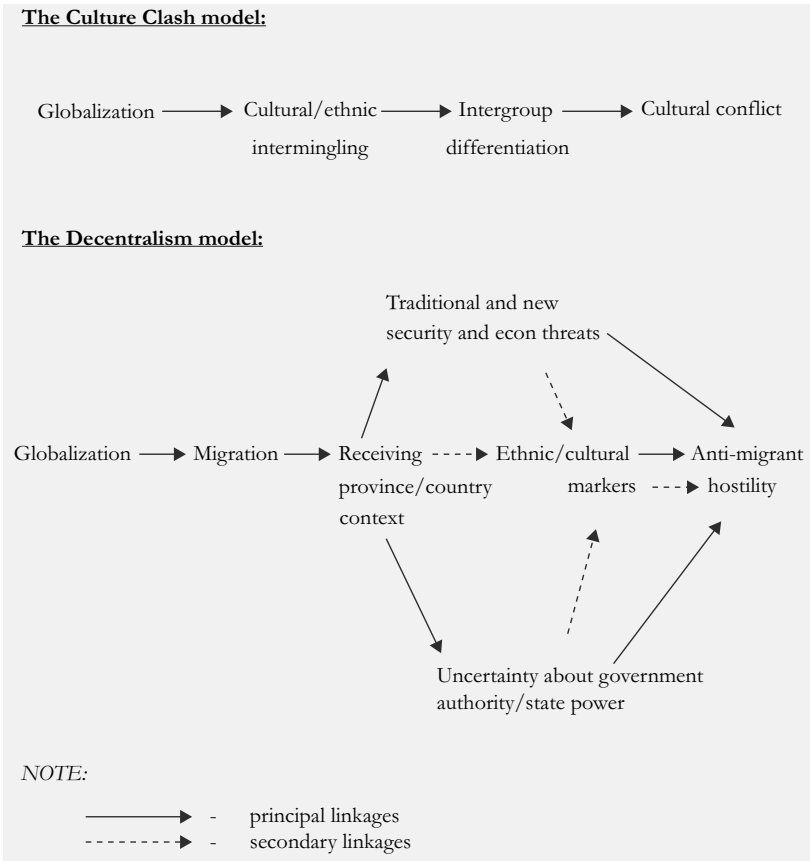 The Culture Clash model:
Globalization Cultural/ethnic Intergroup Cultural conflict
intermingling differentiation
The Decentralism model:
Traditional and new
security and econ threats
Globalization Migration Receiving Ethnic/cultural Anti-migrant
province/country markers hostility
context
Uncertainty about government
authority/state power
NOTE:
- principal linkages
- secondary linkages